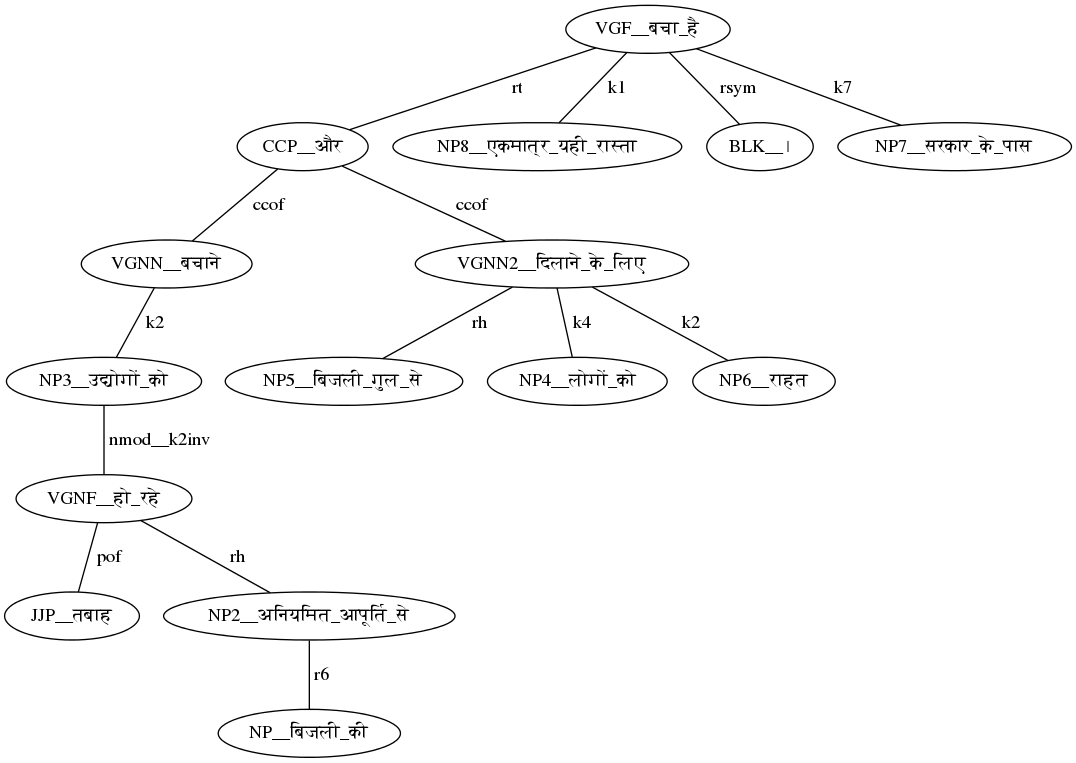 VGF__बचा_है
rt
k1
rsym
k7
CCP__और
NP8__एकमात्र_यही_रास्ता
BLK__।
NP7__सरकार_के_पास
ccof
ccof
VGNN__बचाने
VGNN2__दिलाने_के_लिए
k2
rh
k4
k2
NP3__उद्योगों_को
NP5__बिजली_गुल_से
NP4__लोगों_को
NP6__राहत
nmod__k2inv
VGNF__हो_रहे
pof
rh
JJP__तबाह
NP2__अनियमित_आपूर्ति_से
r6
NP__बिजली_की